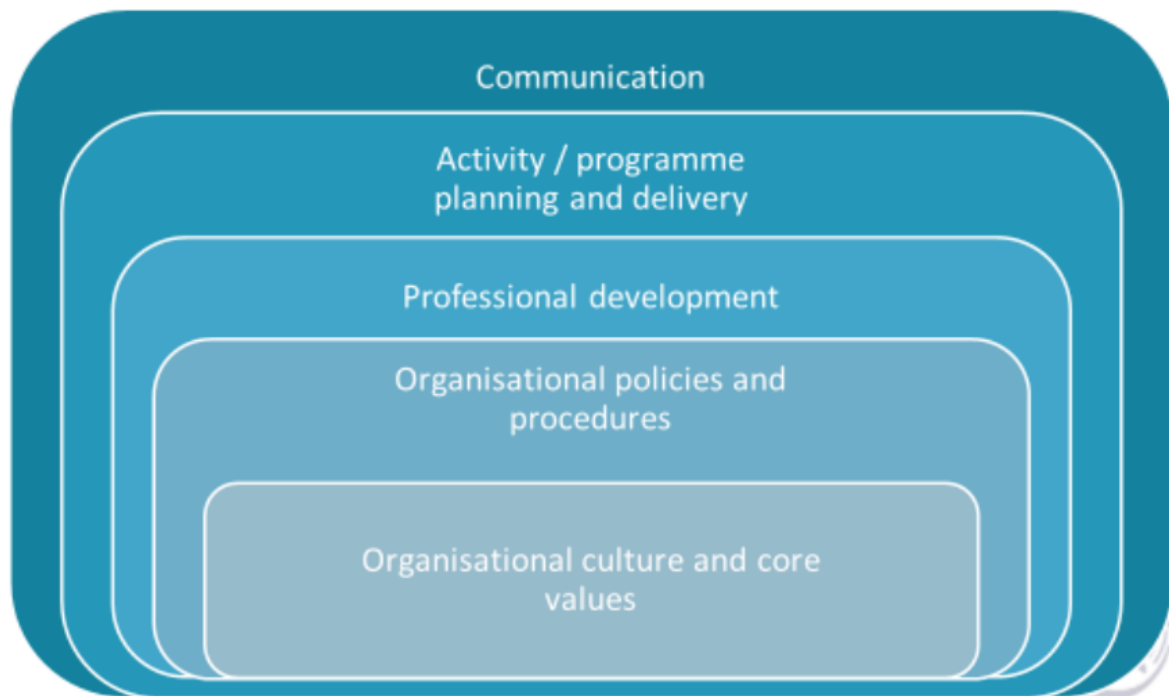 Communication
Activity / programme
planning and delivery
Professional development
Organisational policies and
procedures
Organisational culture and core
values